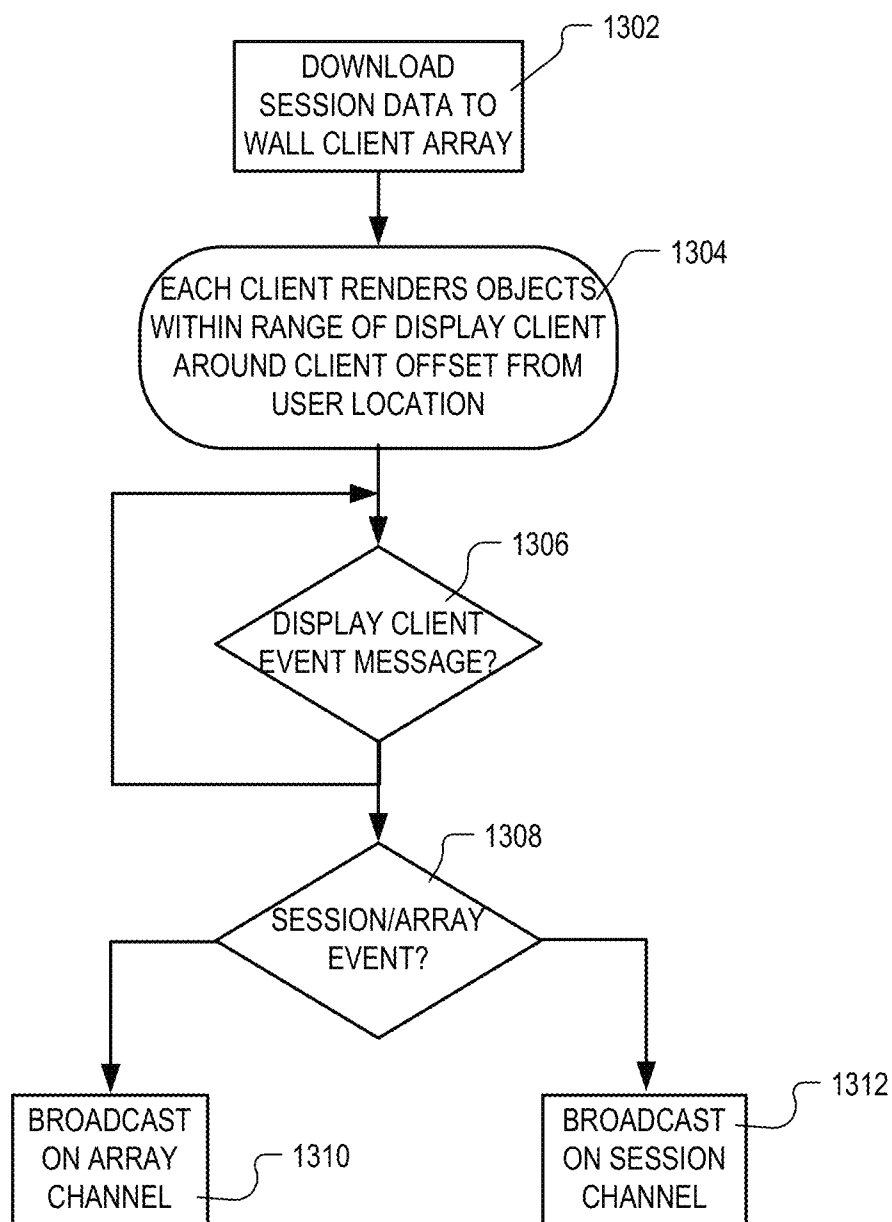 1302
DOWNLOAD
SESSION DATA TO
WALL CLIENT ARRAY
1304
EACH CLIENT RENDERS OBJECTS
WITHIN RANGE OF DISPLAY CLIENT
AROUND CLIENT OFFSET FROM
USER LOCATION
1306
DISPLAY CLIENT
EVENT MESSAGE?
1308
SESSION/ARRAY
EVENT?
BROADCAST
ON ARRAY
CHANNEL
1310
1312
BROADCAST
ON SESSION
CHANNEL